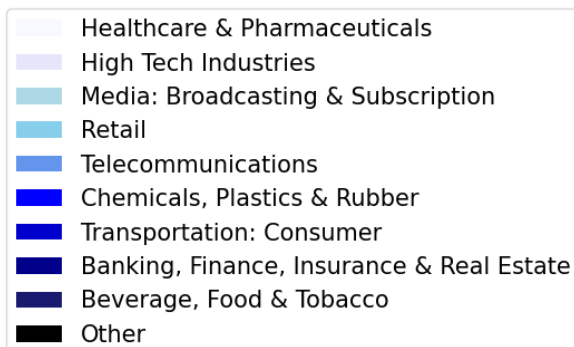 Healthcare & Pharmaceuticals
High Tech Industries
Media: Broadcasting & Subscription
Retail
Telecommunications
Chemicals, Plastics & Rubber
Transportation: Consumer
Banking, Finance, Insurance & Real Estate
Beverage, Food & Tobacco
Other